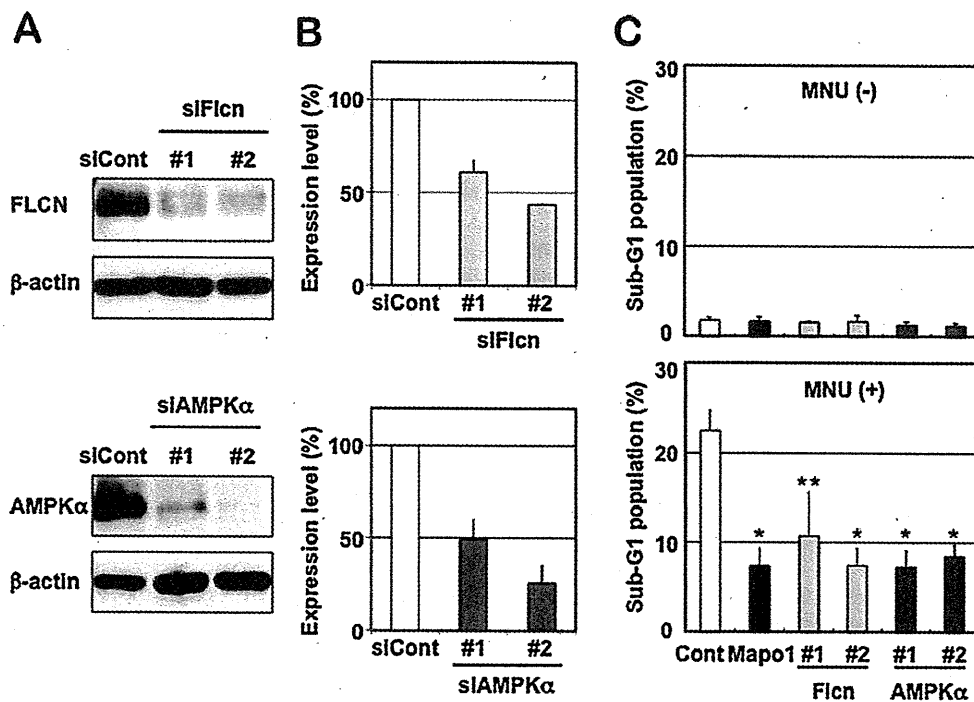 A
siFlcn
siCont #1 #2
FLCN
β-actin
siAMPKα
siCont #1 #2
AMPKα
β-actin
B
Expression level (%)
100
50
0
siCont #1 #2
siFlcn
Expression level (%)
100
50
0
siCont #1 #2
siAMPKα
C
Sub-G1 population (%)
30
20
10
0
MNU (-)
Sub-G1 population (%)
30
20
10
0
MNU (+)
* ** * * *
Cont Mapo1 #1 #2 #1 #2
Flcn AMPKα